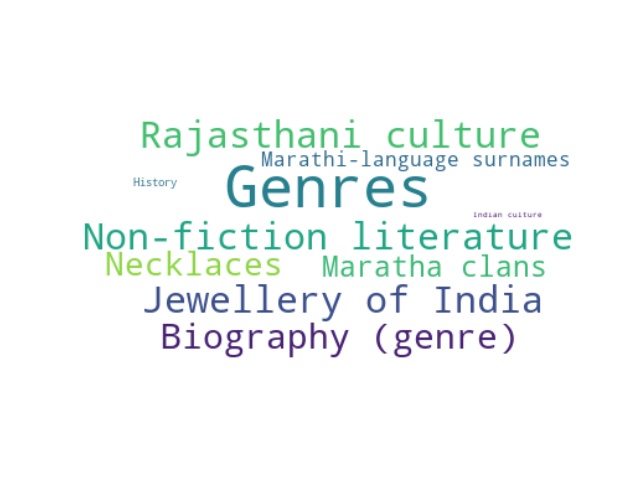 Rajasthani culture
Marathi-language surnames
Genres
History
Indian culture
Non-fiction literature
Necklaces
Maratha clans
Jewellery of India
Biography (genre)